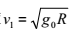 v₁ = √(g₀R)